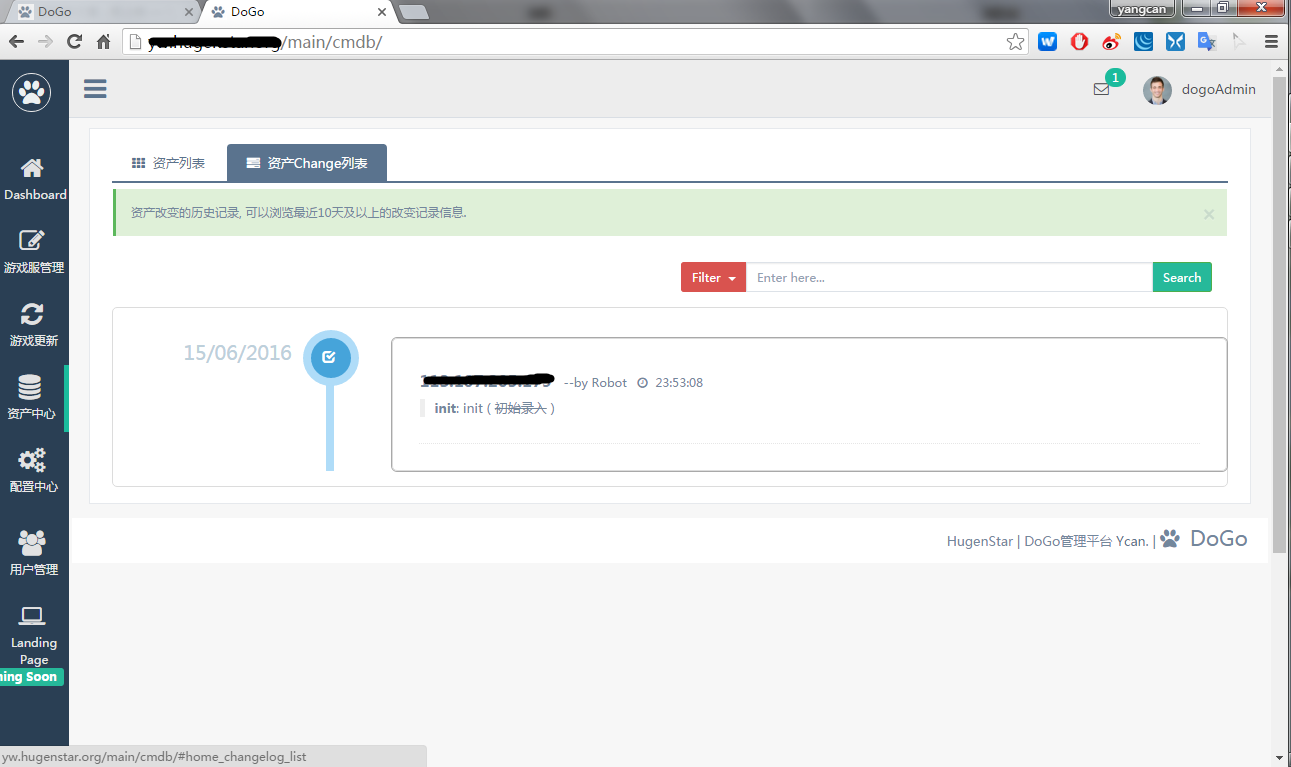 DoGo
DoGo
yangcan
/main/cmdb/
1
dogoAdmin
Dashboard
游戏服管理
游戏更新
资产中心
配置中心
用户管理
Landing
Page
ing Soon
资产列表
资产Change列表
资产改变的历史记录, 可以浏览最近10天及以上的改变记录信息.
×
Filter
Enter here...
Search
15/06/2016
--by Robot 23:53:08
init: init ( 初始录入 )
HugenStar | DoGo管理平台 Ycan. | DoGo
yw.hugenstar.org/main/cmdb/#home_changelog_list